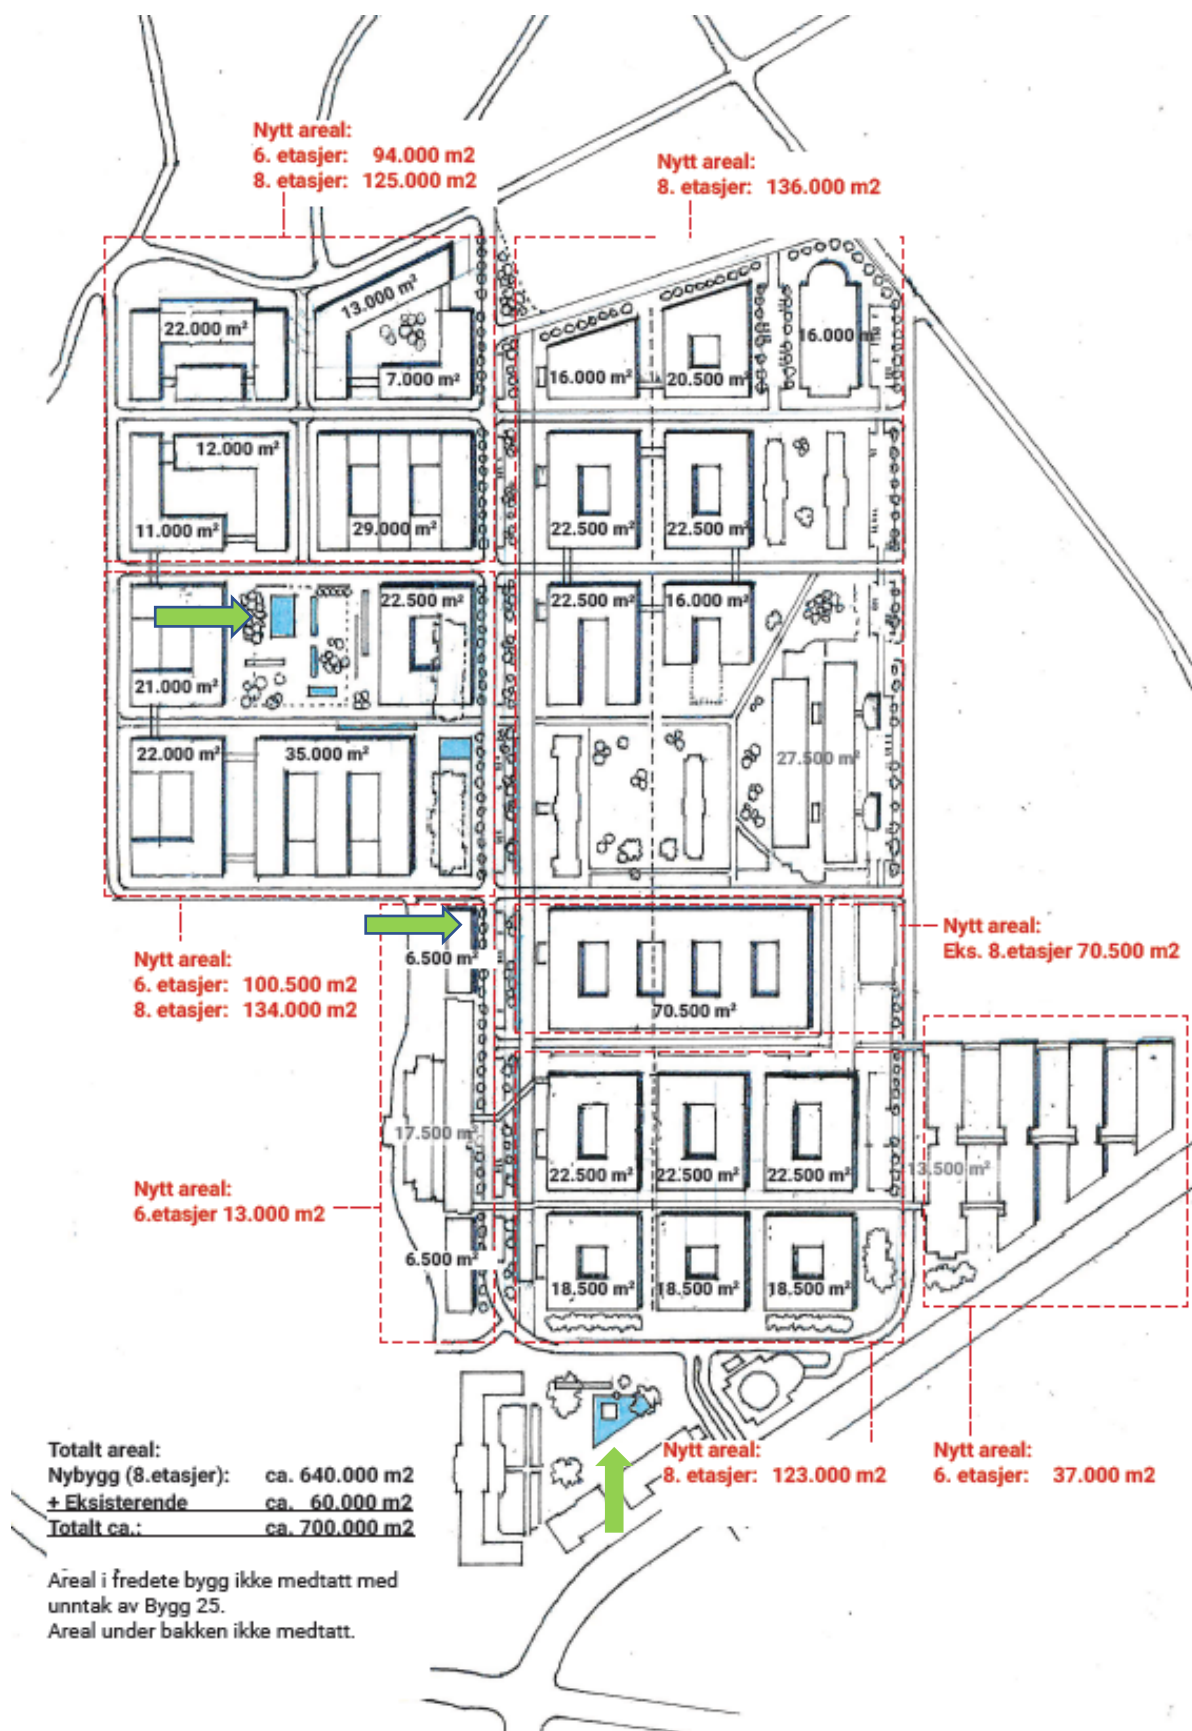 Nytt areal:
6. etasjer: 94.000 m2
8. etasjer: 125.000 m2
Nytt areal:
8. etasjer: 136.000 m2
13.000 m²
22.000 m²
7.000 m²
16.000 m²
20.500 m²
16.000 m²
12.000 m²
11.000 m²
29.000 m²
22.500 m²
22.500 m²
22.500 m²
22.500 m²
16.000 m²
21.000 m²
22.000 m²
35.000 m²
27.500 m²
Nytt areal:
6. etasjer: 100.500 m2
8. etasjer: 134.000 m2
6.500 m²
70.500 m²
Nytt areal:
Eks. 8.etasjer 70.500 m2
17.500 m²
22.500 m²
22.500 m²
22.500 m²
13.500 m²
Nytt areal:
6.etasjer 13.000 m2
6.500 m²
18.500 m²
18.500 m²
18.500 m²
Nytt areal:
8. etasjer: 123.000 m2
Nytt areal:
6. etasjer: 37.000 m2
Totalt areal:
Nybygg (8.etasjer): ca. 640.000 m2
+ Eksisterende ca. 60.000 m2
Totalt ca.: ca. 700.000 m2
Areal i fredete bygg ikke medtatt med
unntak av Bygg 25.
Areal under bakken ikke medtatt.